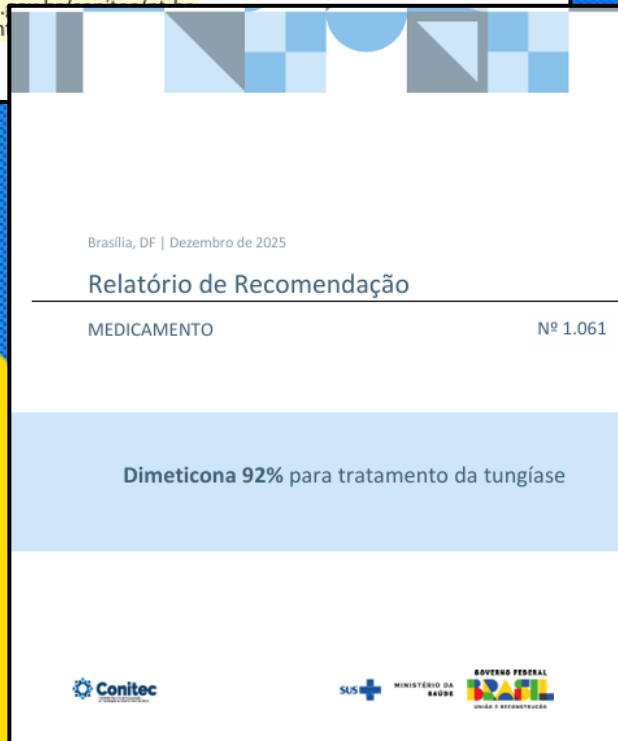 Brasília, DF | Dezembro de 2025
Relatório de Recomendação
MEDICAMENTO
Nº 1.061
Dimeticona 92% para tratamento da tungíase
Conitec
SUS
MINISTÉRIO DA
SAÚDE
GOVERNO FEDERAL
BRASIL
UNIÃO E RECONSTRUÇÃO